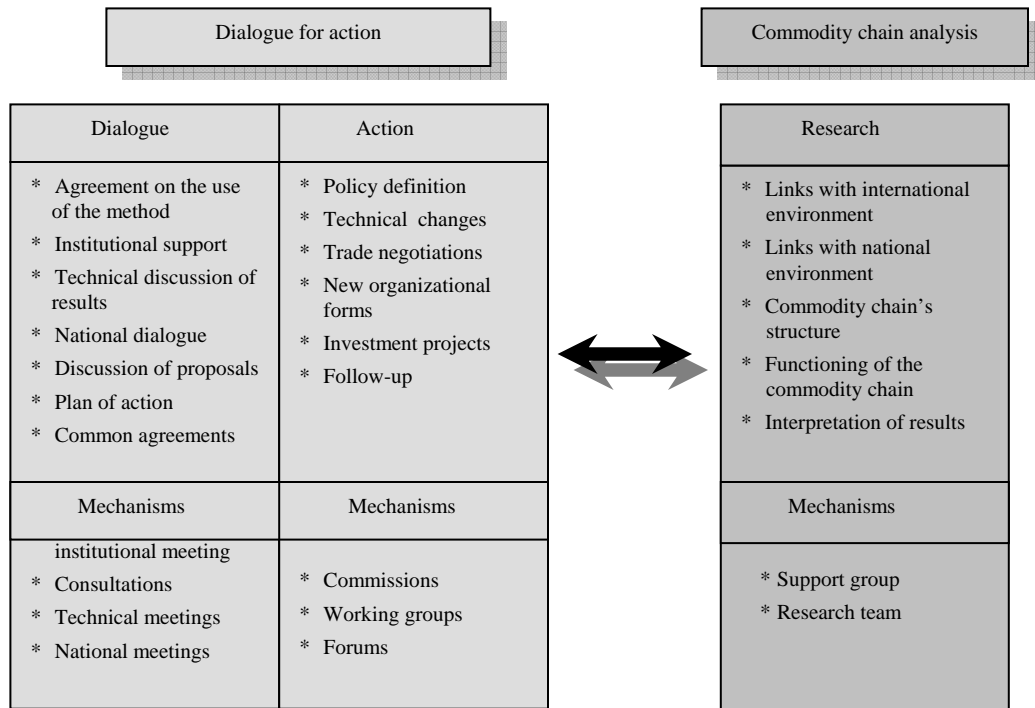 Dialogue for action
Commodity chain analysis
Dialogue
* Agreement on the use
of the method
* Institutional support
* Technical discussion of
results
* National dialogue
* Discussion of proposals
* Plan of action
* Common agreements
Mechanisms
institutional meeting
* Consultations
* Technical meetings
* National meetings
Action
* Policy definition
* Technical changes
* Trade negotiations
* New organizational
forms
* Investment projects
* Follow-up
Mechanisms
* Commissions
* Working groups
* Forums
Research
* Links with international
environment
* Links with national
environment
* Commodity chain’s
structure
* Functioning of the
commodity chain
* Interpretation of results
Mechanisms
* Support group
* Research team